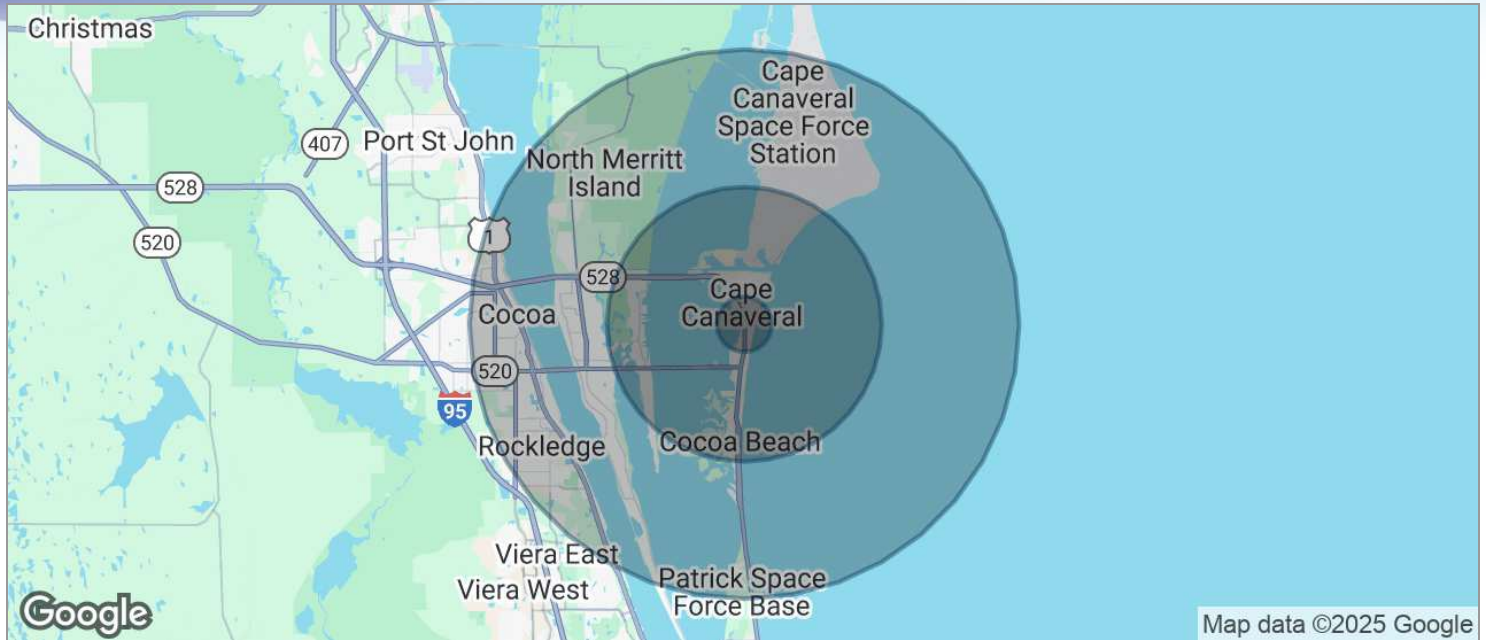 Christmas
Cape
Canaveral
Space Force
Station
407
Port St John
North Merritt
Island
528
520
1
528
Cape
Canaveral
Cocoa
520
95
Rockledge
Cocoa Beach
Viera East
Viera West
Patrick Space
Force Base
Google
Map data ©2025 Google